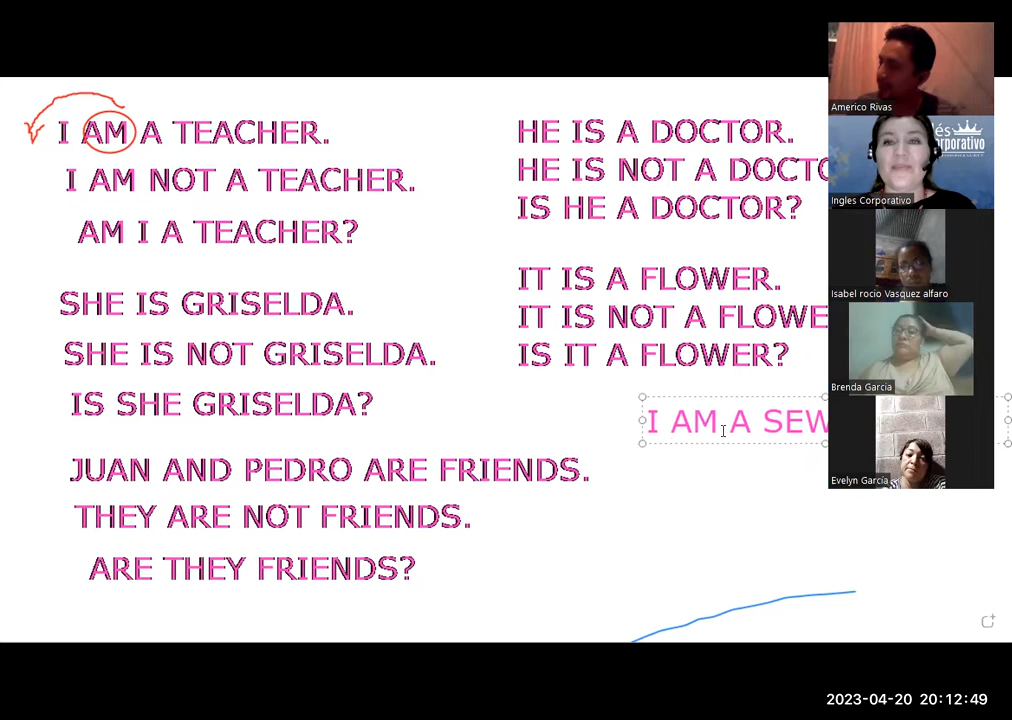 I AM A TEACHER.
I AM NOT A TEACHER.
AM I A TEACHER?
SHE IS GRISELDA.
SHE IS NOT GRISELDA.
IS SHE GRISELDA?
JUAN AND PEDRO ARE FRIENDS.
THEY ARE NOT FRIENDS.
ARE THEY FRIENDS?
HE IS A DOCTOR.
HE IS NOT A
IS HE A DOCTOR?
IT IS A FLOWER.
IT IS NOT A
IS IT A FLOWER?
I AM A
Americo Rivas
Ingles Corporativo
Isabel rocio Vasquez alfaro
Brenda Garcia
Evelyn Garcia
2023-04-20 20:12:49